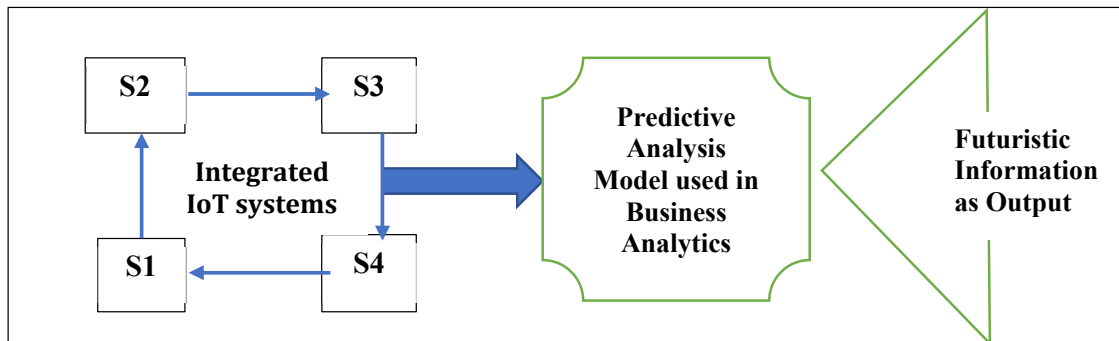 S2
S3
Integrated
IoT systems
S1
S4
Predictive
Analysis
Model used in
Business
Analytics
Futuristic
Information
as Output